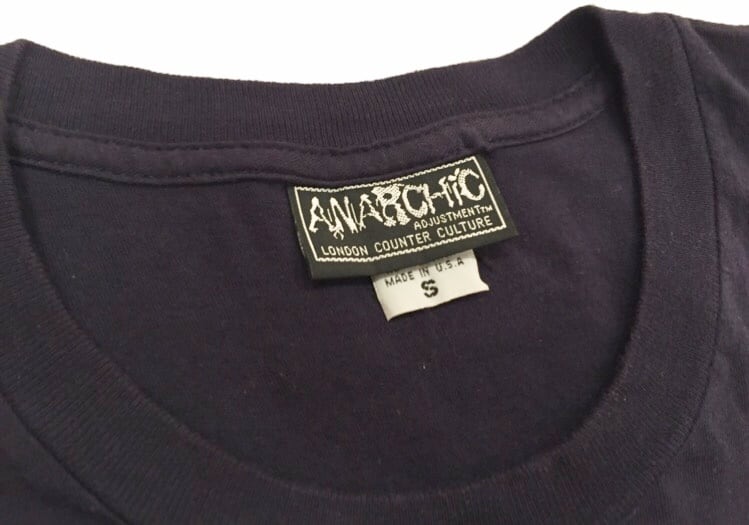 ANARCHIC
ADJUSTMENT™
LONDON COUNTER CULTURE
MADE IN U.S.A
S